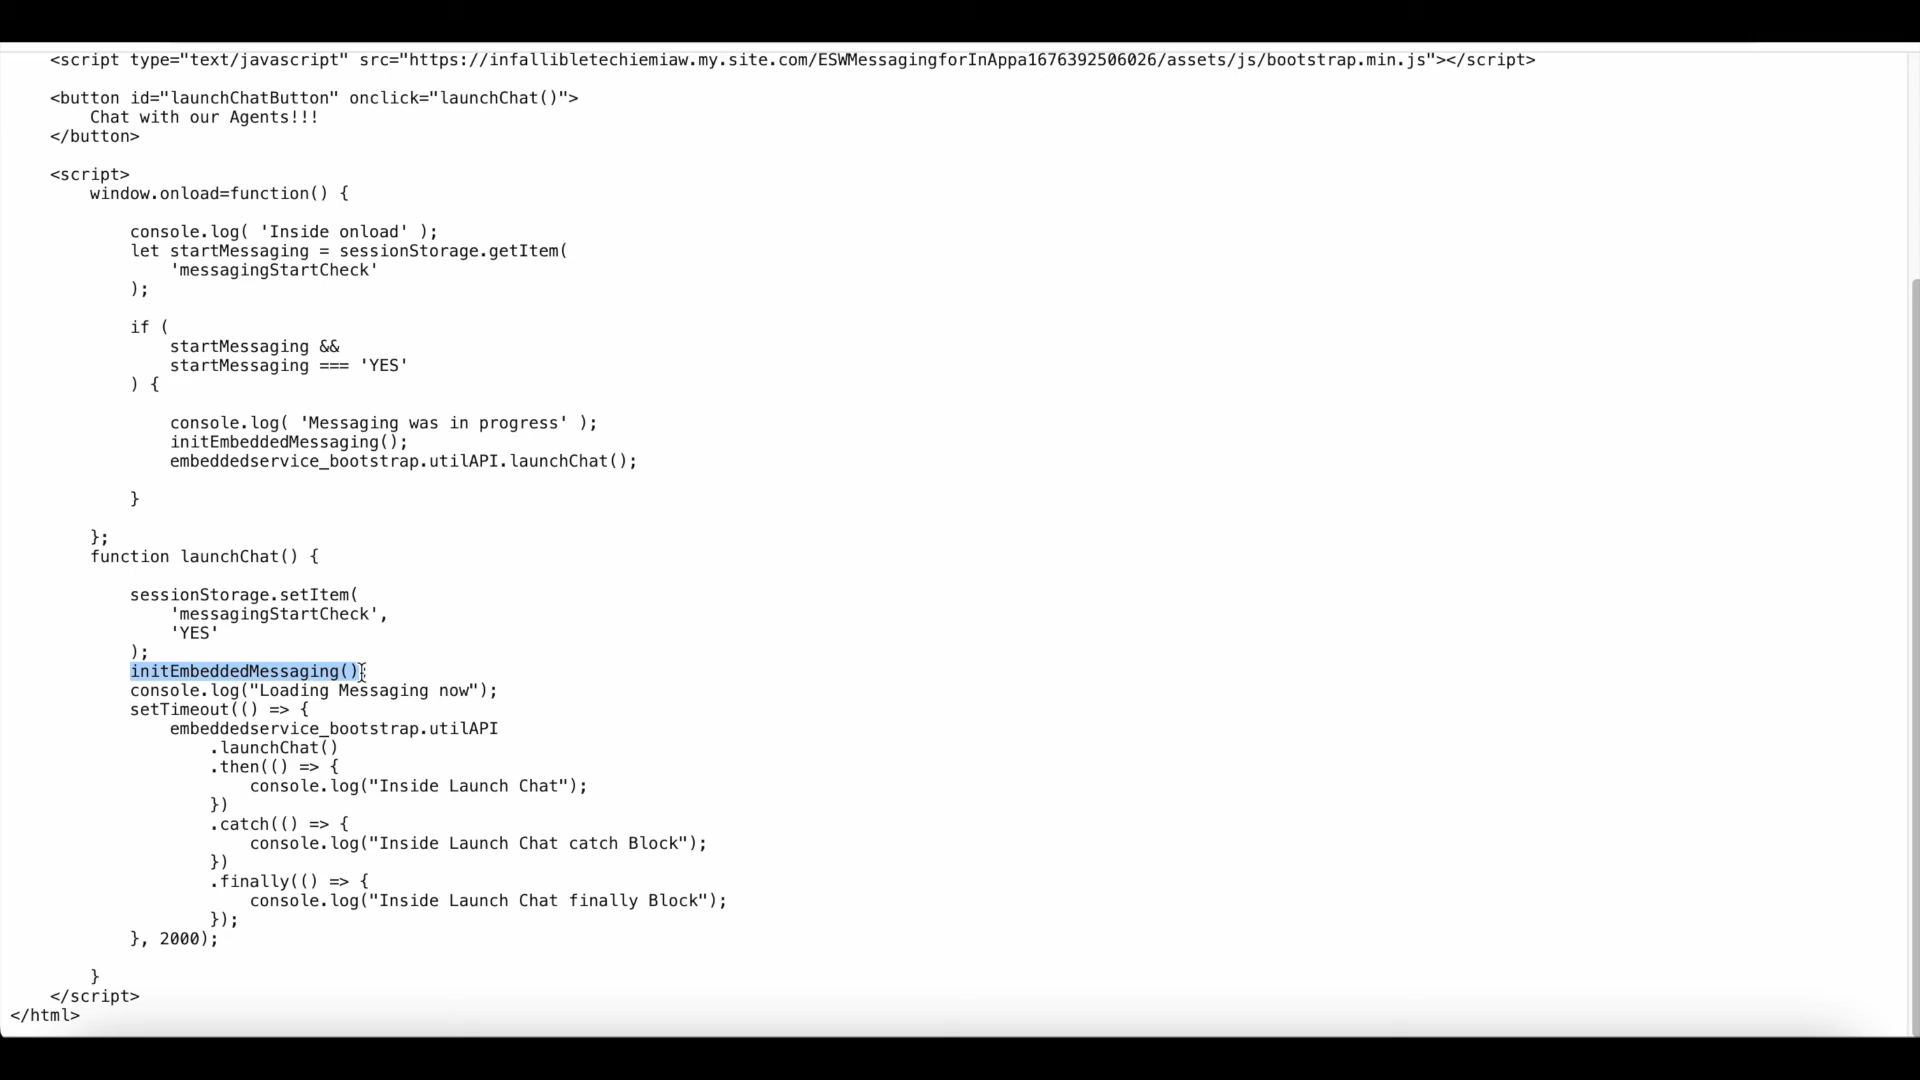 <script type="text/javascript" src="https://infallibletechiemiaw.my.site.com/ESWMessagingforInAppa1676392506026/assets/js/bootstrap.min.js"></script>
<button id="launchChatButton" onclick="launchChat()">
Chat with our Agents!!!
</button>
<script>
window.onload=function() {
console.log( 'Inside onload' );
let startMessaging = sessionStorage.getItem(
'messagingStartCheck'
);
if (
startMessaging &&
startMessaging === 'YES'
) {
console.log( 'Messaging was in progress' );
initEmbeddedMessaging();
embeddedservice_bootstrap.utilAPI.launchChat();
}
};
function launchChat() {
sessionStorage.setItem(
'messagingStartCheck',
'YES'
);
initEmbeddedMessaging();
console.log("Loading Messaging now");
setTimeout(() => {
embeddedservice_bootstrap.utilAPI
.launchChat()
.then(() => {
console.log("Inside Launch Chat");
})
.catch(() => {
console.log("Inside Launch Chat catch Block");
})
.finally(() => {
console.log("Inside Launch Chat finally Block");
});
}, 2000);
}
</script>
</html>